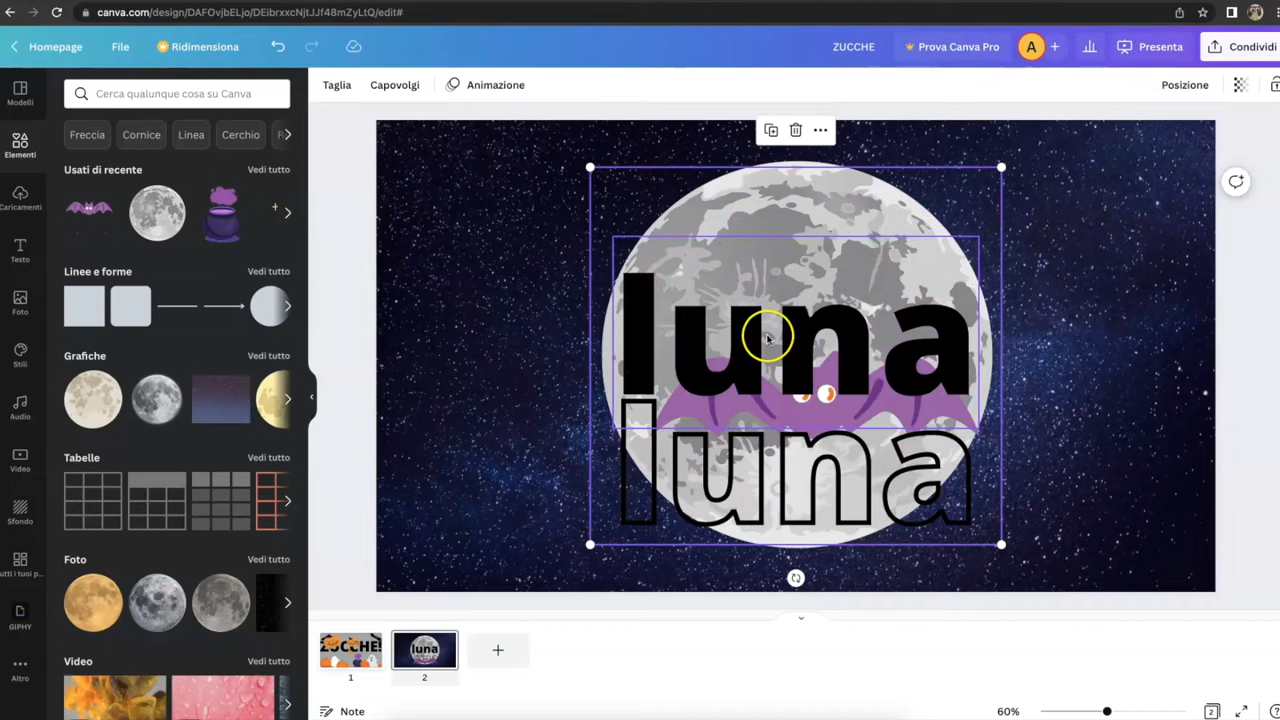 canva.com/design/DAFOvjbELjo/DEibrxxcNjtJJf48mZyLtQ/edit#
Homepage
File
Ridimensiona
ZUCCHE
Prova Canva Pro
A
Presenta
Condividi
Modelli
Elementi
Caricamenti
Testo
Foto
Stili
Audio
Video
Sfondo
GIPHY
Altro
Cerca qualunque cosa su Canva
Freccia
Cornice
Linea
Cerchio
Usati di recente
Vedi tutto
Linee e forme
Vedi tutto
Grafiche
Vedi tutto
Tabelle
Vedi tutto
Foto
Vedi tutto
Video
Vedi tutto
Taglia
Capovolgi
Animazione
Posizione
luna
luna
ZUCCHE!
luna
1
2
Note
60%
2